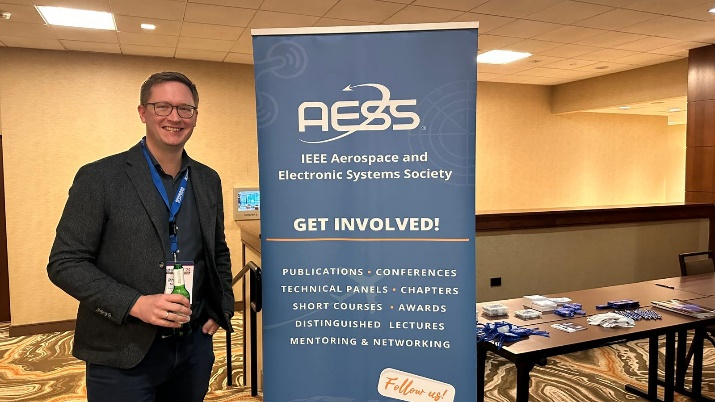 AESS
IEEE Aerospace and
Electronic Systems Society
GET INVOLVED!
PUBLICATIONS • CONFERENCES
TECHNICAL PANELS • CHAPTERS
SHORT COURSES • AWARDS
DISTINGUISHED LECTURES
MENTORING & NETWORKING
Follow us!